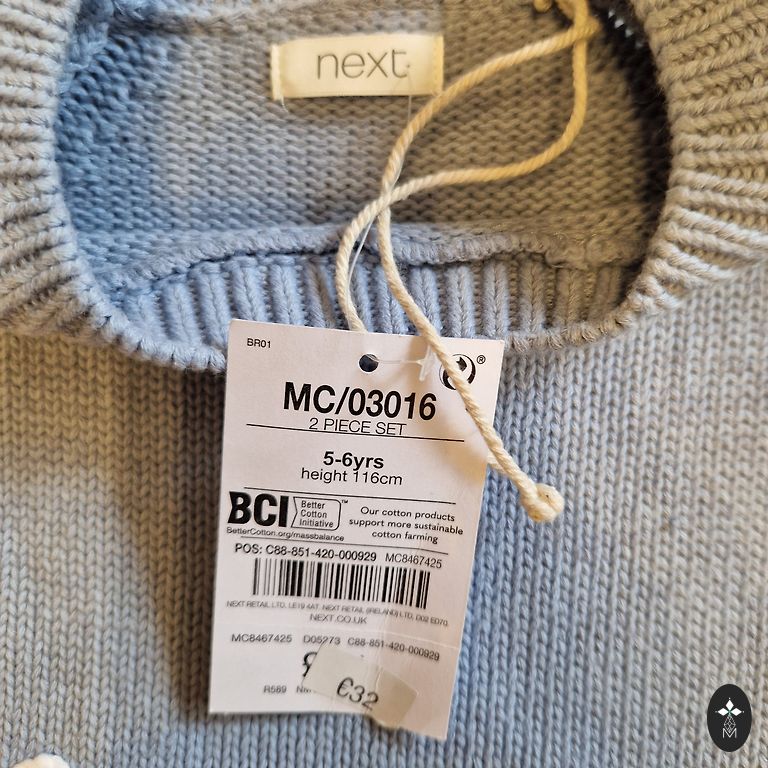 next
BR01
®
MC/03016
2 PIECE SET
5-6yrs
height 116cm
BCI Better Cotton Initiative ™
BetterCotton.org/massbalance
Our cotton products
support more sustainable
cotton farming
POS: C88-851-420-000929 MC8467425
NEXT RETAIL LTD. LE19 4AT. NEXT RETAIL (IRELAND) LTD, D02 ED70.
NEXT.CO.UK
MC8467425 D05273 C88-851-420-000929
€32
R589
M